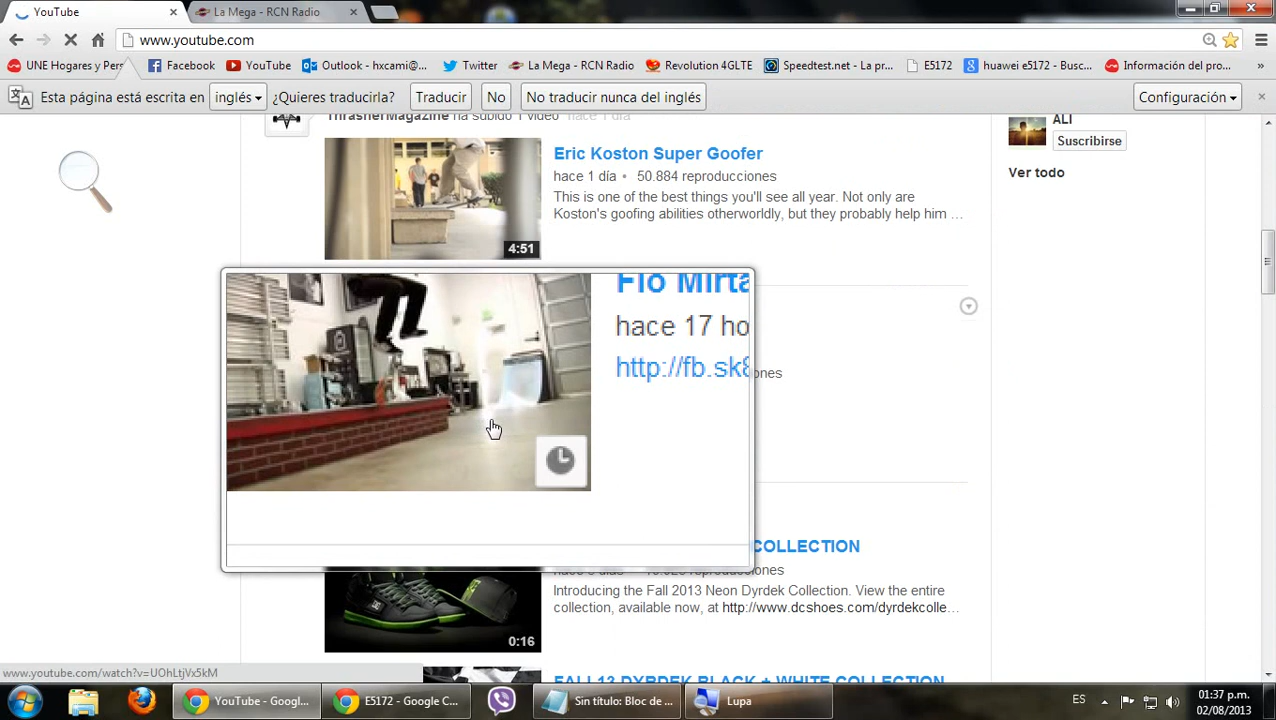 YouTube
La Mega - RCN Radio
www.youtube.com
UNE Hogares y Per
Facebook
YouTube
Outlook - hxcami@...
Twitter
La Mega - RCN Radio
Revolution 4GLTE
Speedtest.net - La pr...
E5172
huawei e5172 - Busc...
Información del pro...
»
Esta página está escrita en
inglés
¿Quieres traducirla?
Traducir
No
No traducir nunca del inglés
Configuración
ThrasherMagazine ha subido 1 video hace 1 día
ALI
Suscribirse
Ver todo
Eric Koston Super Goofer
hace 1 día • 50.884 reproducciones
This is one of the best things you'll see all year. Not only are
Koston's goofing abilities otherworldly, but they probably help him ...
4:51
Flo Mirta
hace 17 ho
http://fb.sk8
ones
COLLECTION
Introducing the Fall 2013 Neon Dyrdek Collection. View the entire
collection, available now, at http://www.dcshoes.com/dyrdekcolle...
0:16
FALL 13 DYRDEK BLACK + WHITE COLLECTION
www.youtube.com/watch?v=UOhLtjVx5kM
YouTube - Googl...
E5172 - Google C...
Sin título: Bloc de ...
Lupa
ES
01:37 p.m.
02/08/2013